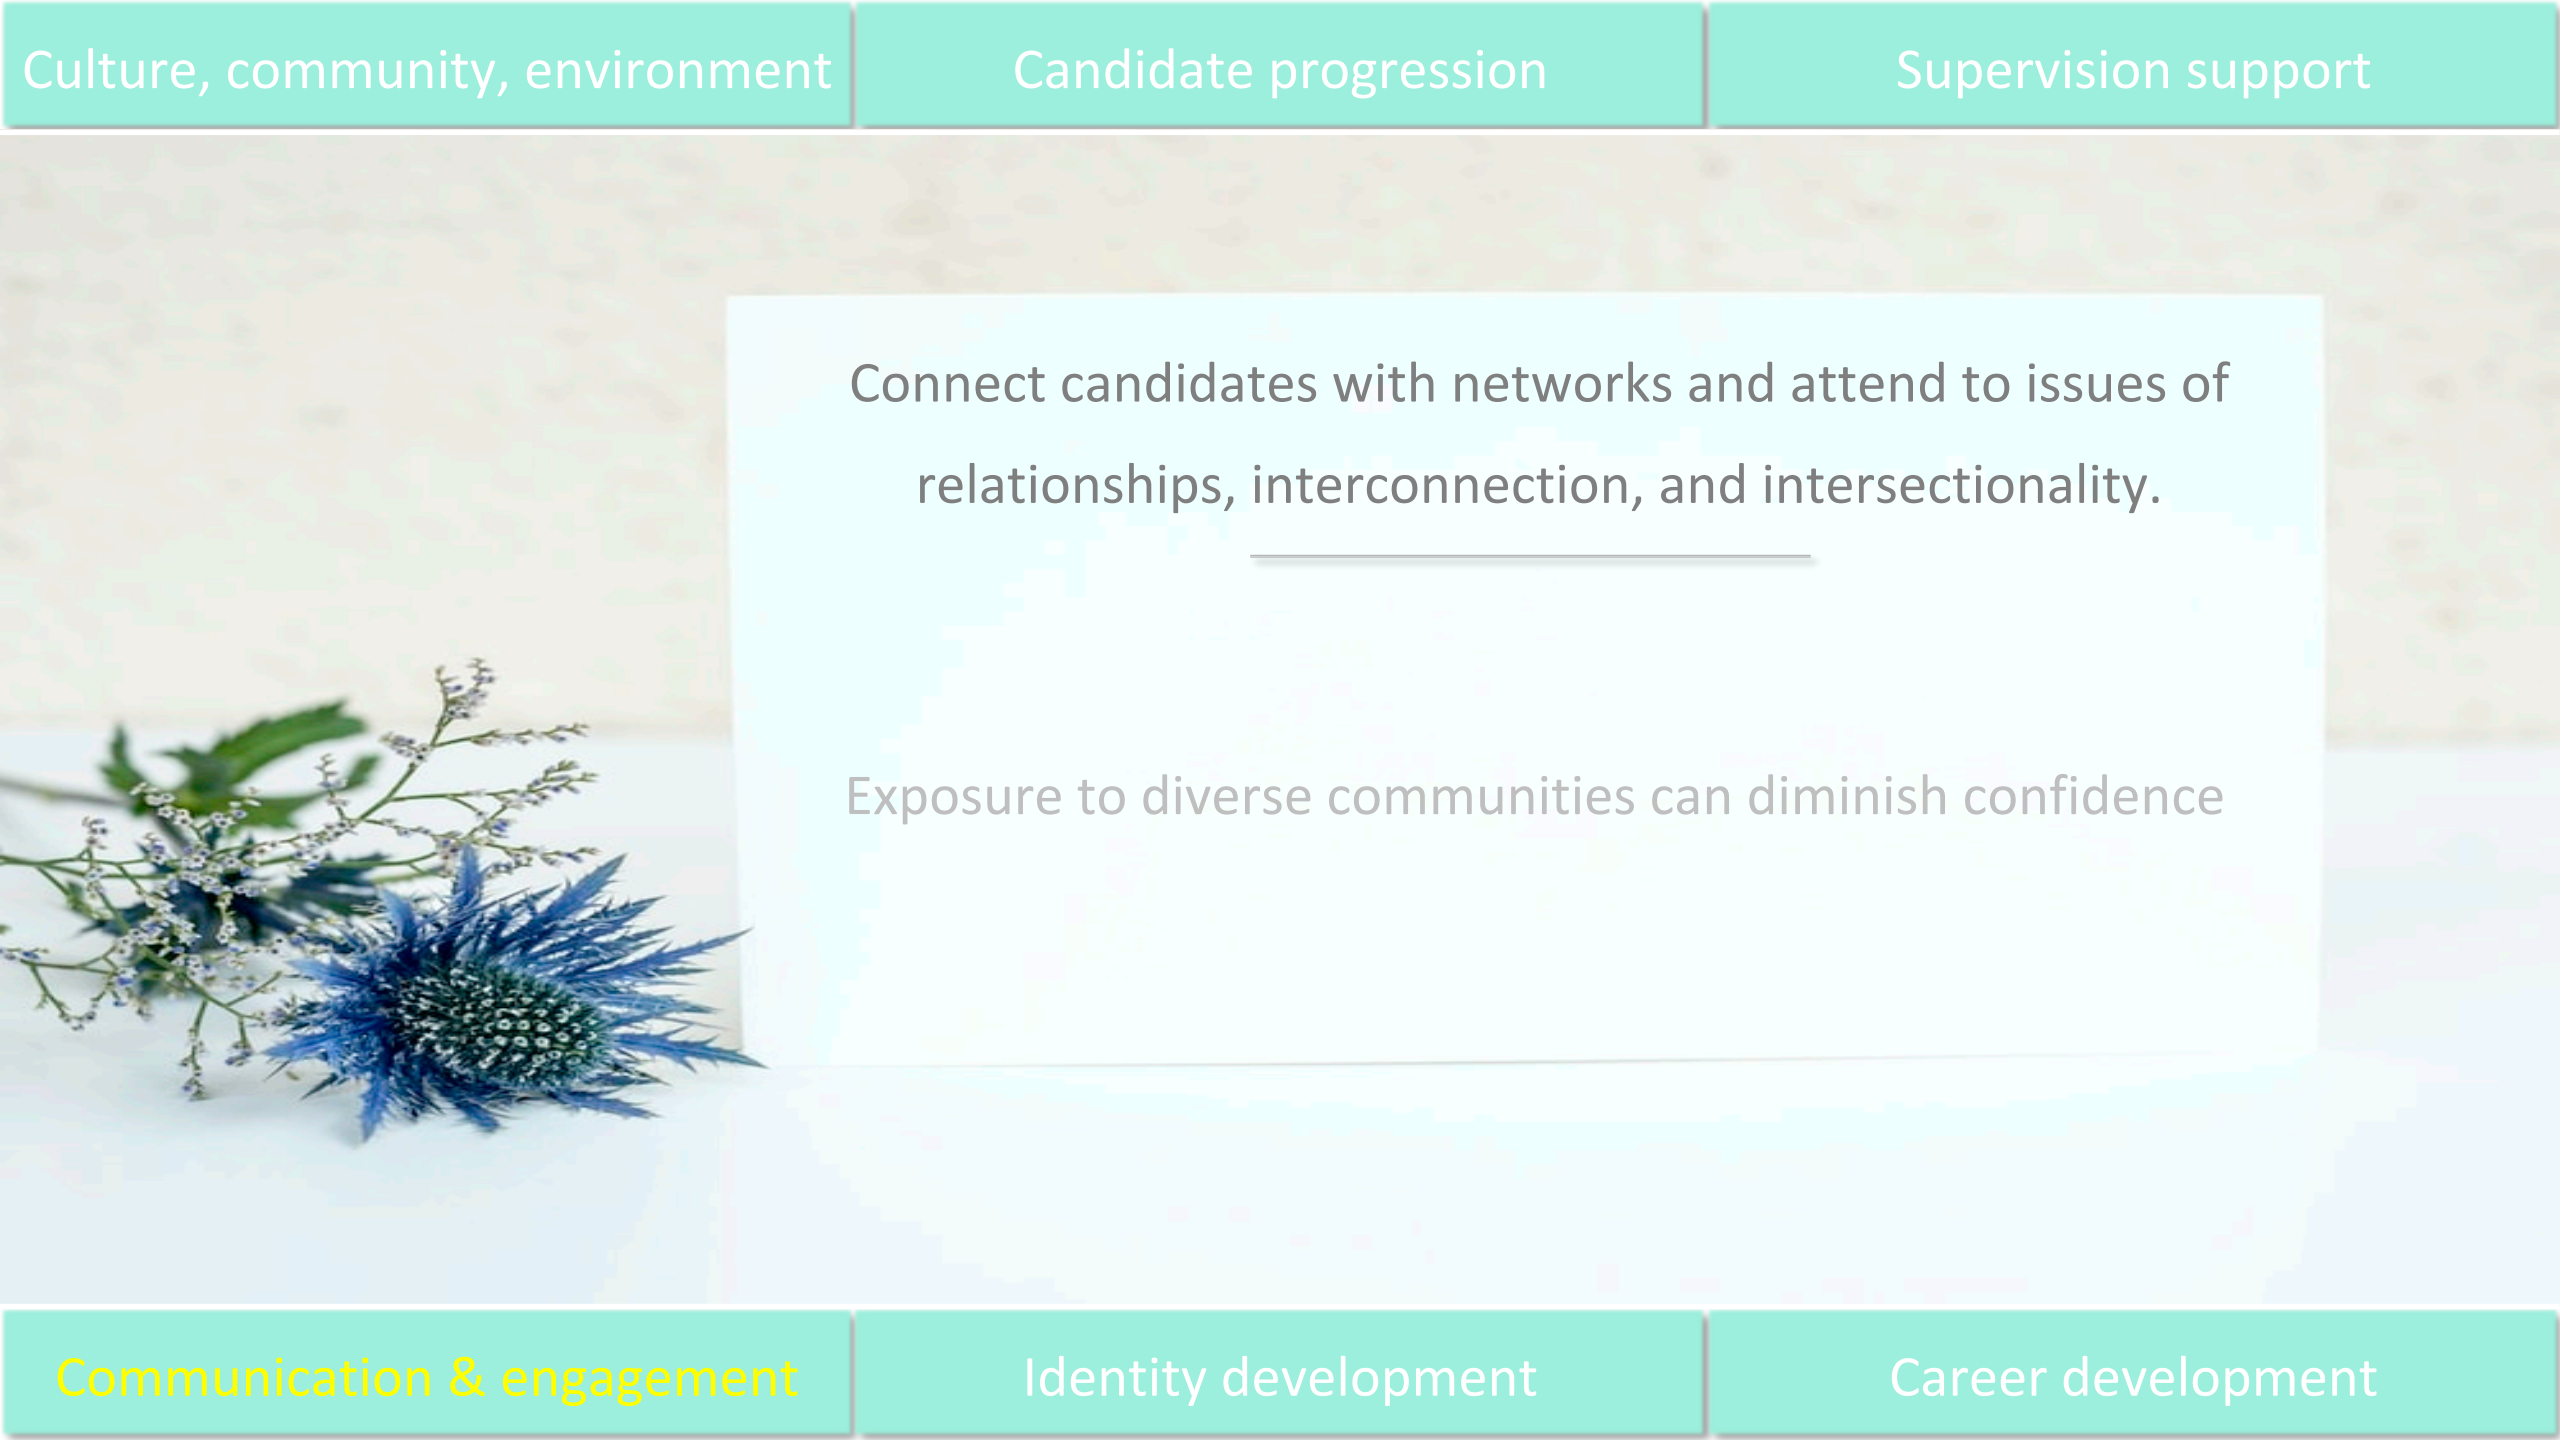 Culture, community, environment
Candidate progression
Supervision support
Connect candidates with networks and attend to issues of
relationships, interconnection, and intersectionality.
Exposure to diverse communities can diminish confidence
Communication & engagement
Identity development
Career development